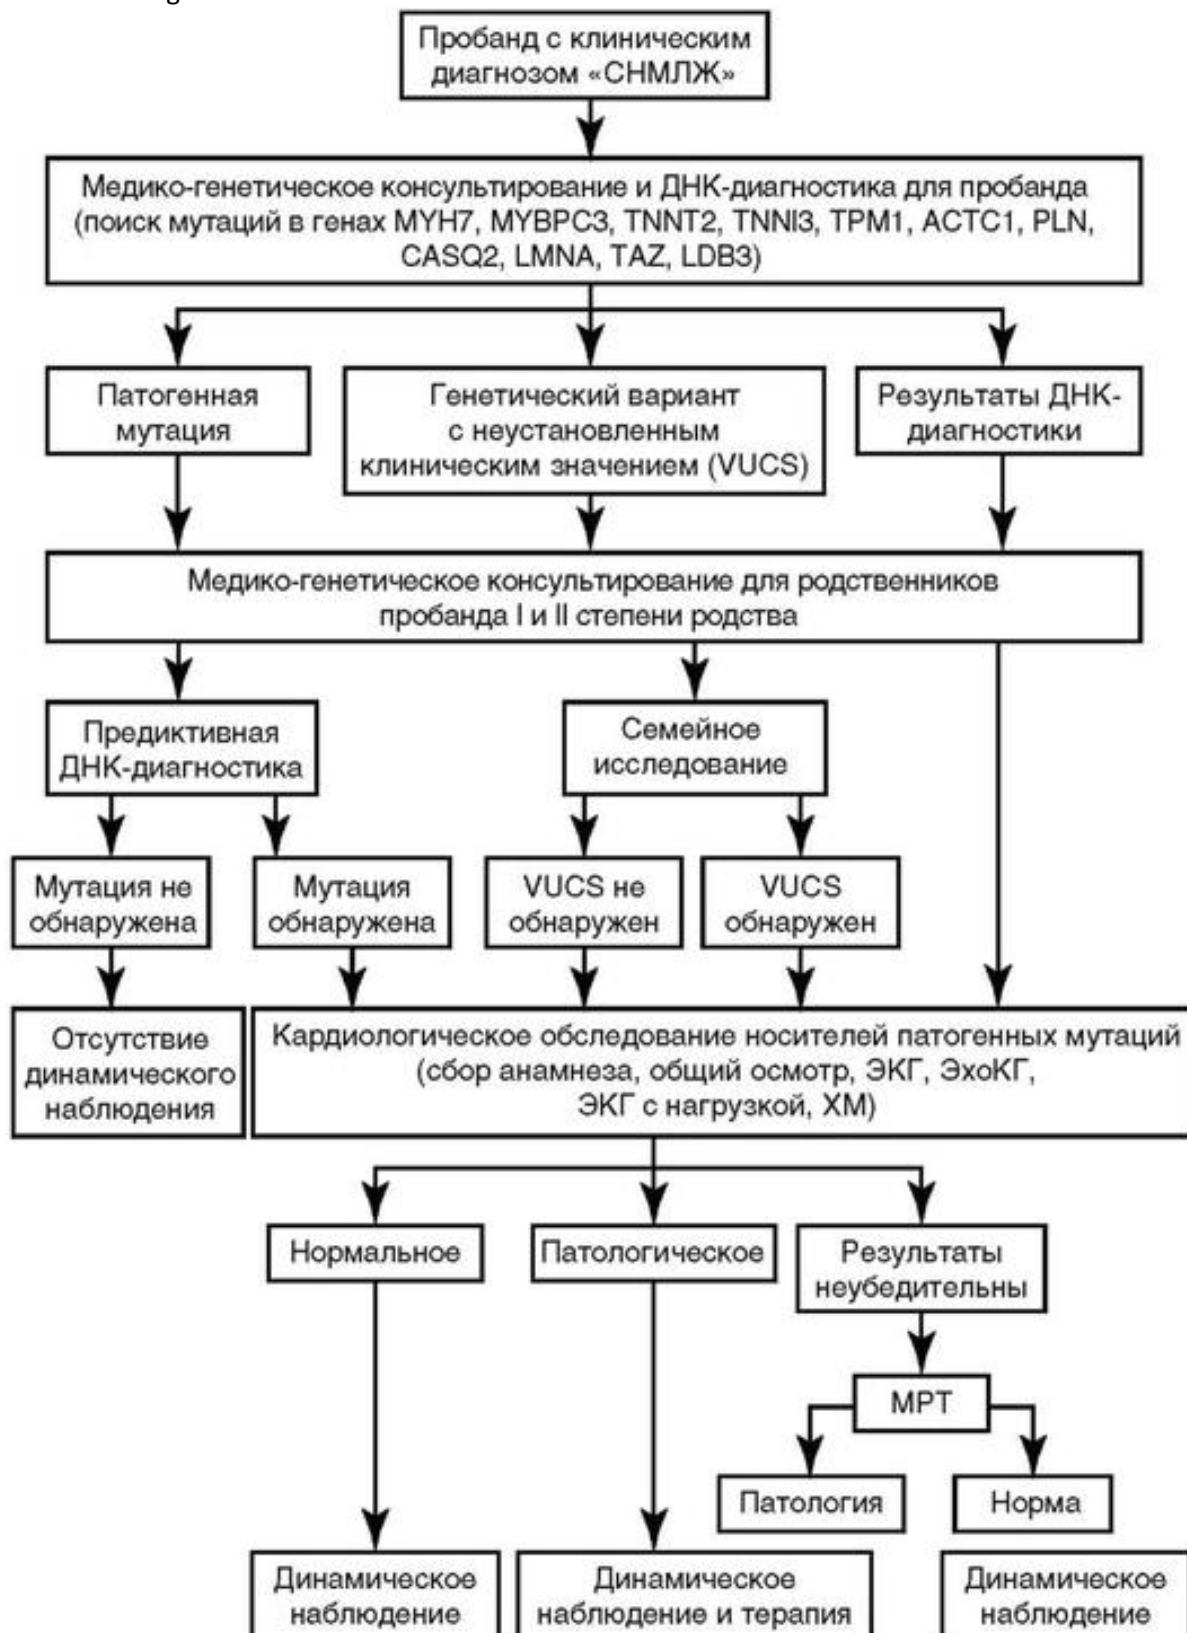 Пробанд с клиническим
диагнозом «СНМЛЖ»
Медико-генетическое консультирование и ДНК-диагностика для пробанда
(поиск мутаций в генах MYH7, MYBPC3, TNNT2, TNNI3, TPM1, ACTC1, PLN,
CASQ2, LMNA, TAZ, LDB3)
Патогенная
мутация
Генетический вариант
с неустановленным
клиническим значением (VUCS)
Результаты ДНК-
диагностики
Медико-генетическое консультирование для родственников
пробанда I и II степени родства
Предиктивная
ДНК-диагностика
Семейное
исследование
Мутация не
обнаружена
Мутация
обнаружена
VUCS не
обнаружен
VUCS
обнаружен
Отсутствие
динамического
наблюдения
Кардиологическое обследование носителей патогенных мутаций
(сбор анамнеза, общий осмотр, ЭКГ, ЭхоКГ,
ЭКГ с нагрузкой, ХМ)
Нормальное
Патологическое
Результаты
неубедительны
МРТ
Патология
Норма
Динамическое
наблюдение
Динамическое
наблюдение и терапия
Динамическое
наблюдение